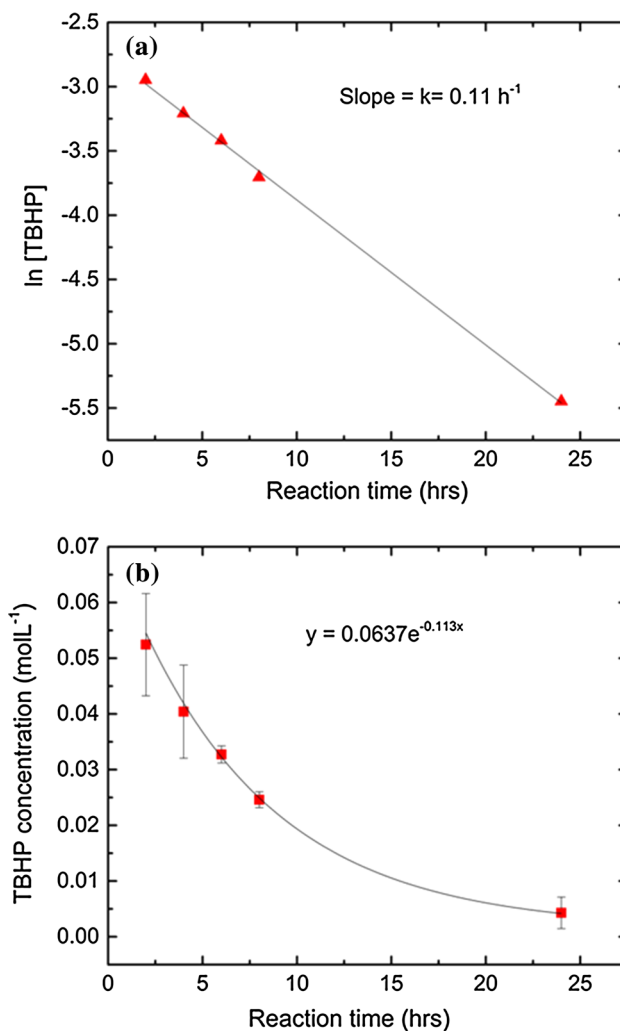 (a)
Slope = k= 0.11 h⁻¹
ln [TBHP]
-2.5
-3.0
-3.5
-4.0
-4.5
-5.0
-5.5
0 5 10 15 20 25
Reaction time (hrs)
(b)
y = 0.0637e⁻⁰·¹¹³ˣ
TBHP concentration (molL⁻¹)
0.07
0.06
0.05
0.04
0.03
0.02
0.01
0.00
0 5 10 15 20 25
Reaction time (hrs)